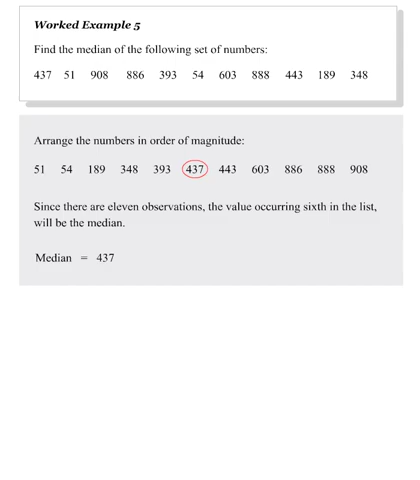 Worked Example 5
Find the median of the following set of numbers:
437 51 908 886 393 54 603 888 443 189 348
Arrange the numbers in order of magnitude:
51 54 189 348 393 437 443 603 886 888 908
Since there are eleven observations, the value occurring sixth in the list,
will be the median.
Median = 437